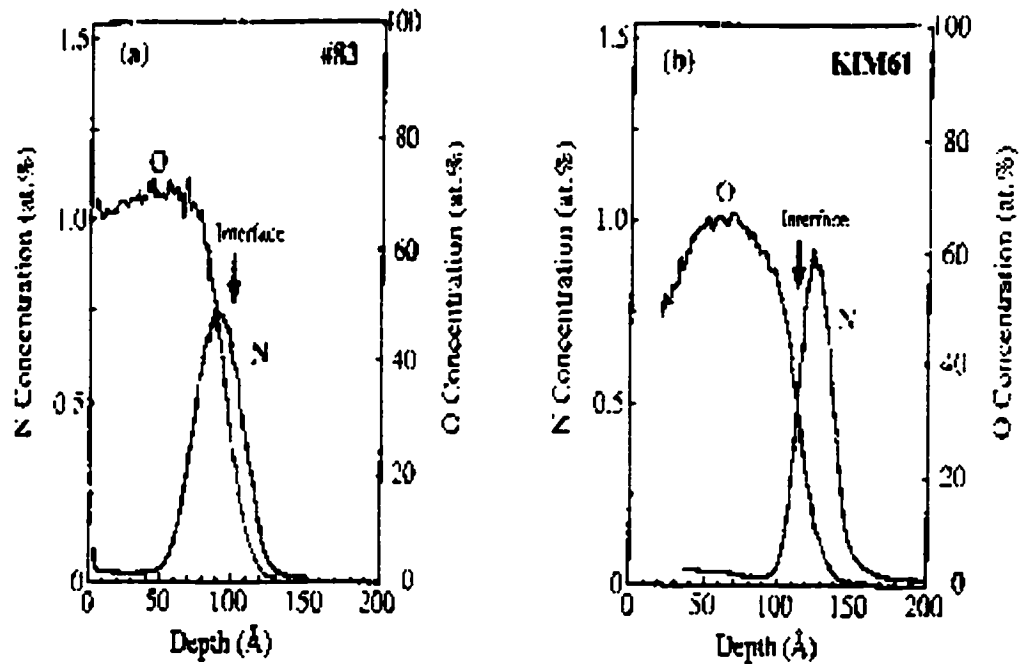 (a) #83
1.5
1.0
0.5
0
100
80
60
40
20
0
O
Interface
N
N Concentration (at.%)
O Concentration (at.%)
0 50 100 150 200
Depth (Å)
(b) KIM61
1.5
1.0
0.5
0
100
80
60
40
20
0
O
Interface
N
N Concentration (at.%)
O Concentration (at.%)
0 50 100 150 200
Depth (Å)